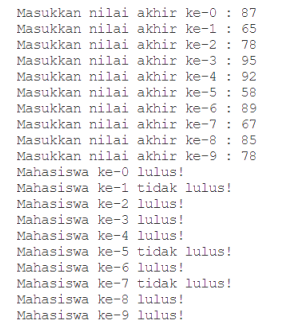 Masukkan nilai akhir ke-0 : 87
Masukkan nilai akhir ke-1 : 65
Masukkan nilai akhir ke-2 : 78
Masukkan nilai akhir ke-3 : 95
Masukkan nilai akhir ke-4 : 92
Masukkan nilai akhir ke-5 : 58
Masukkan nilai akhir ke-6 : 89
Masukkan nilai akhir ke-7 : 67
Masukkan nilai akhir ke-8 : 85
Masukkan nilai akhir ke-9 : 78
Mahasiswa ke-0 lulus!
Mahasiswa ke-1 tidak lulus!
Mahasiswa ke-2 lulus!
Mahasiswa ke-3 lulus!
Mahasiswa ke-4 lulus!
Mahasiswa ke-5 tidak lulus!
Mahasiswa ke-6 lulus!
Mahasiswa ke-7 tidak lulus!
Mahasiswa ke-8 lulus!
Mahasiswa ke-9 lulus!